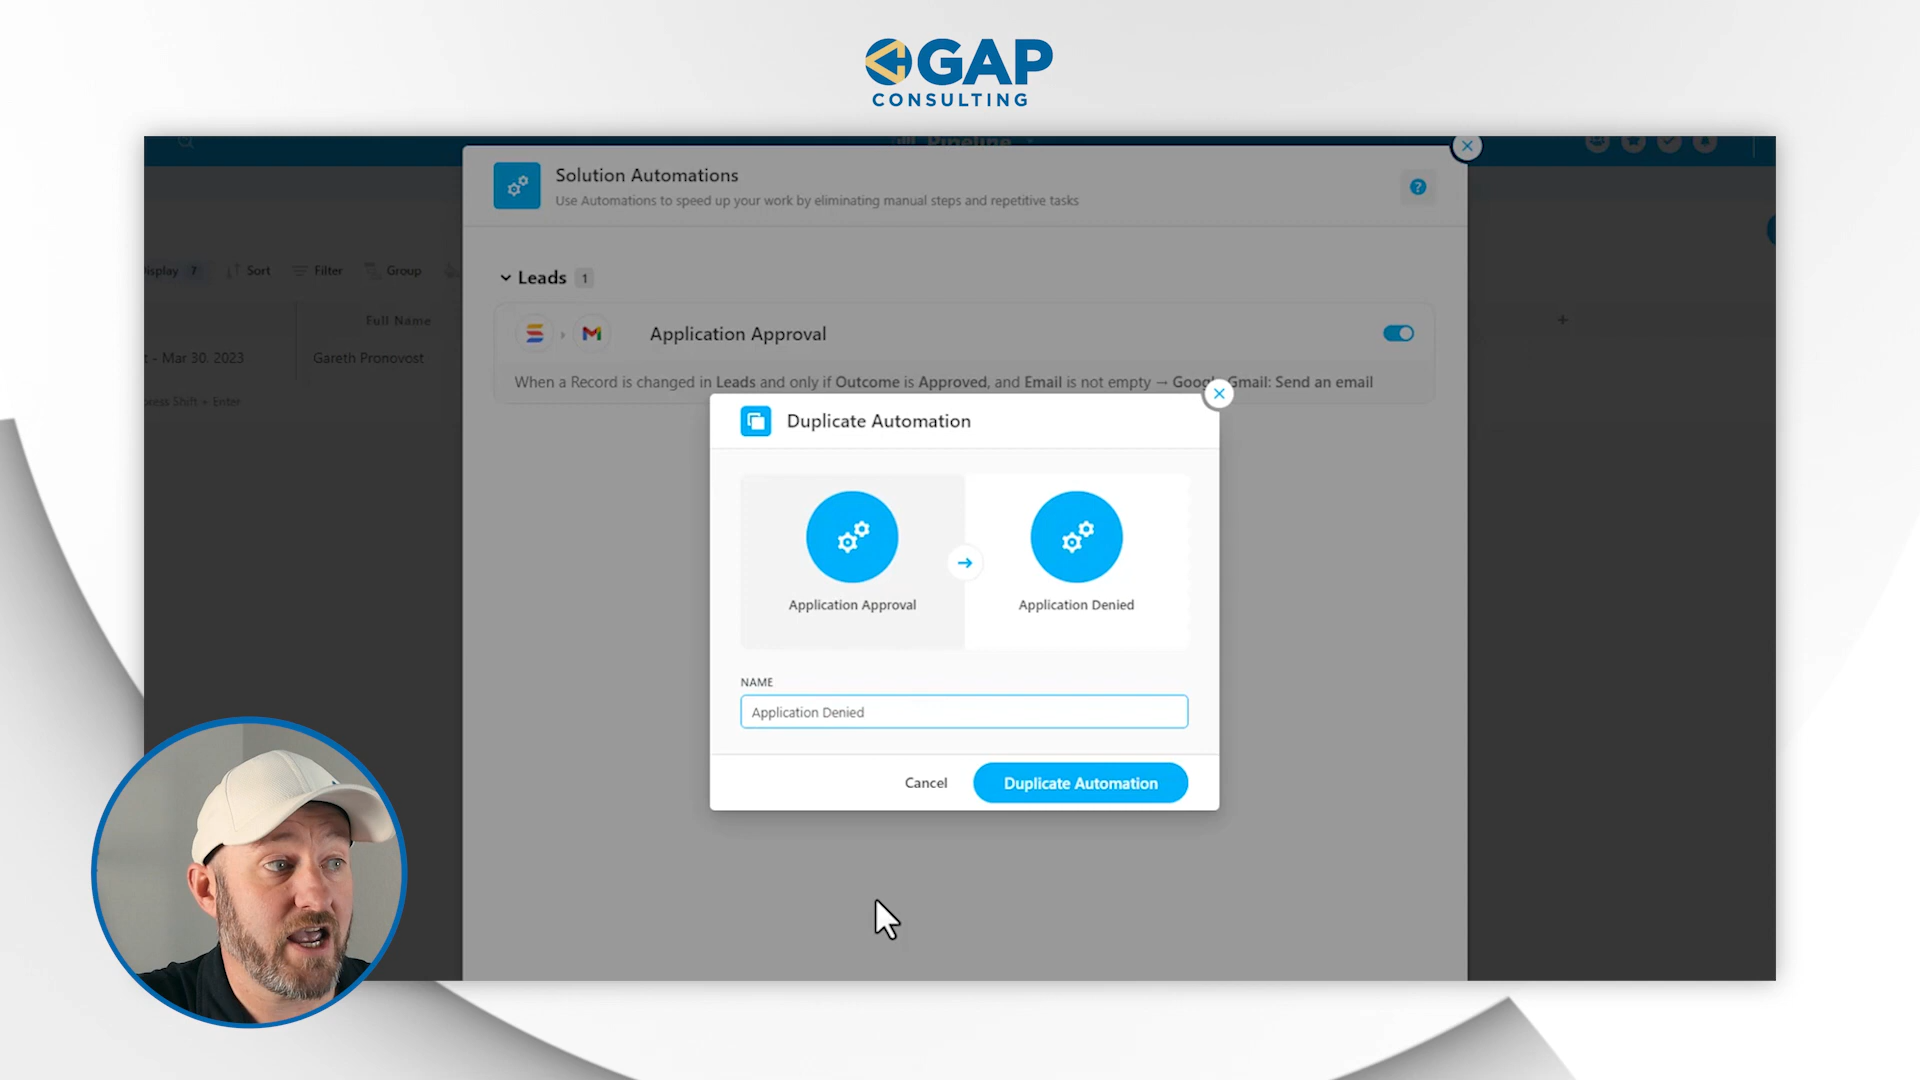 GAP
CONSULTING
Pipeline
Solution Automations
Use Automations to speed up your work by eliminating manual steps and repetitive tasks
?
7
Sort
Filter
Group
Leads 1
Full Name
Application Approval
- Mar 30, 2023
Gareth Pronovost
When a Record is changed in Leads and only if Outcome is Approved, and Email is not empty → Google Gmail: Send an email
press Shift + Enter
Duplicate Automation
Application Approval
Application Denied
NAME
Application Denied
Cancel
Duplicate Automation